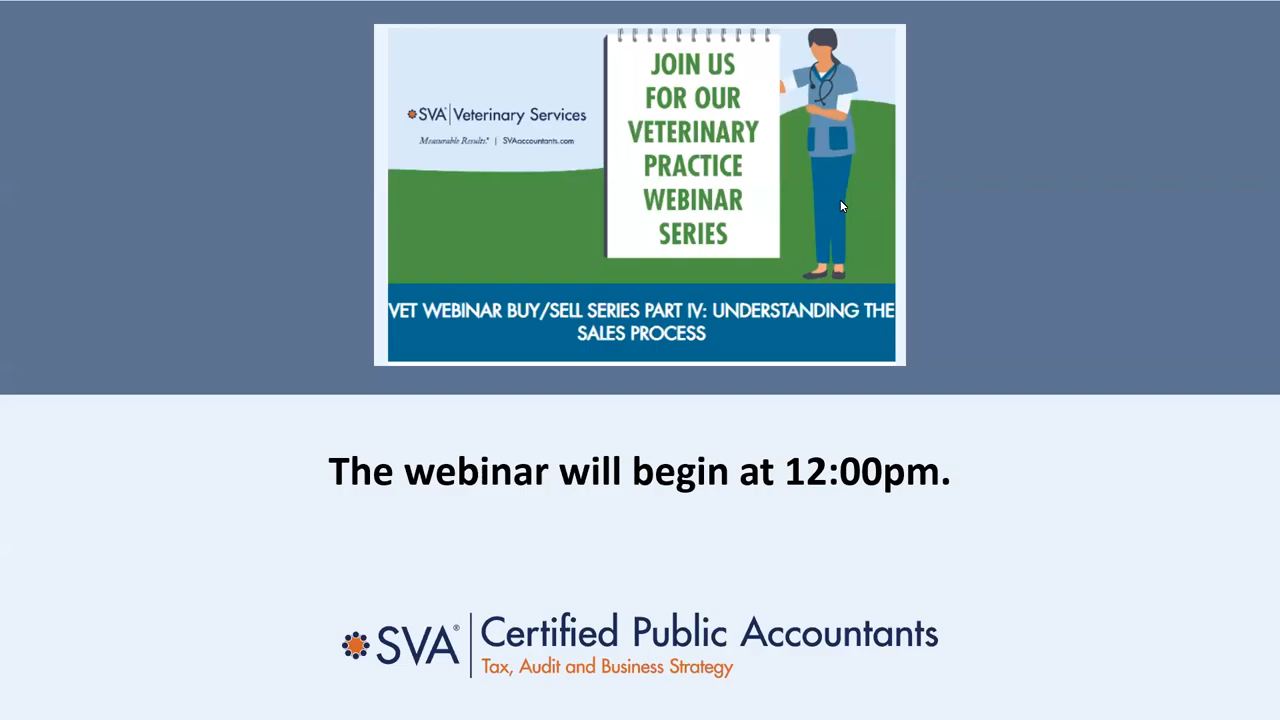 SVA® Veterinary Services
Measurable Results.® | SVAaccountants.com
JOIN US
FOR OUR
VETERINARY
PRACTICE
WEBINAR
SERIES
VET WEBINAR BUY/SELL SERIES PART IV: UNDERSTANDING THE
SALES PROCESS
The webinar will begin at 12:00pm.
SVA® Certified Public Accountants
Tax, Audit and Business Strategy